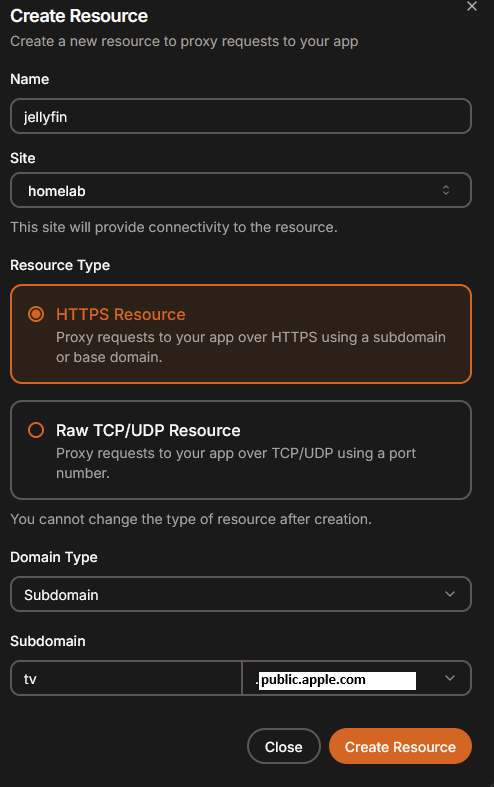 Create Resource
Create a new resource to proxy requests to your app
Name
jellyfin
Site
homelab
This site will provide connectivity to the resource.
Resource Type
HTTPS Resource
Proxy requests to your app over HTTPS using a subdomain
or base domain.
Raw TCP/UDP Resource
Proxy requests to your app over TCP/UDP using a port
number.
You cannot change the type of resource after creation.
Domain Type
Subdomain
Subdomain
tv .public.apple.com
Close Create Resource